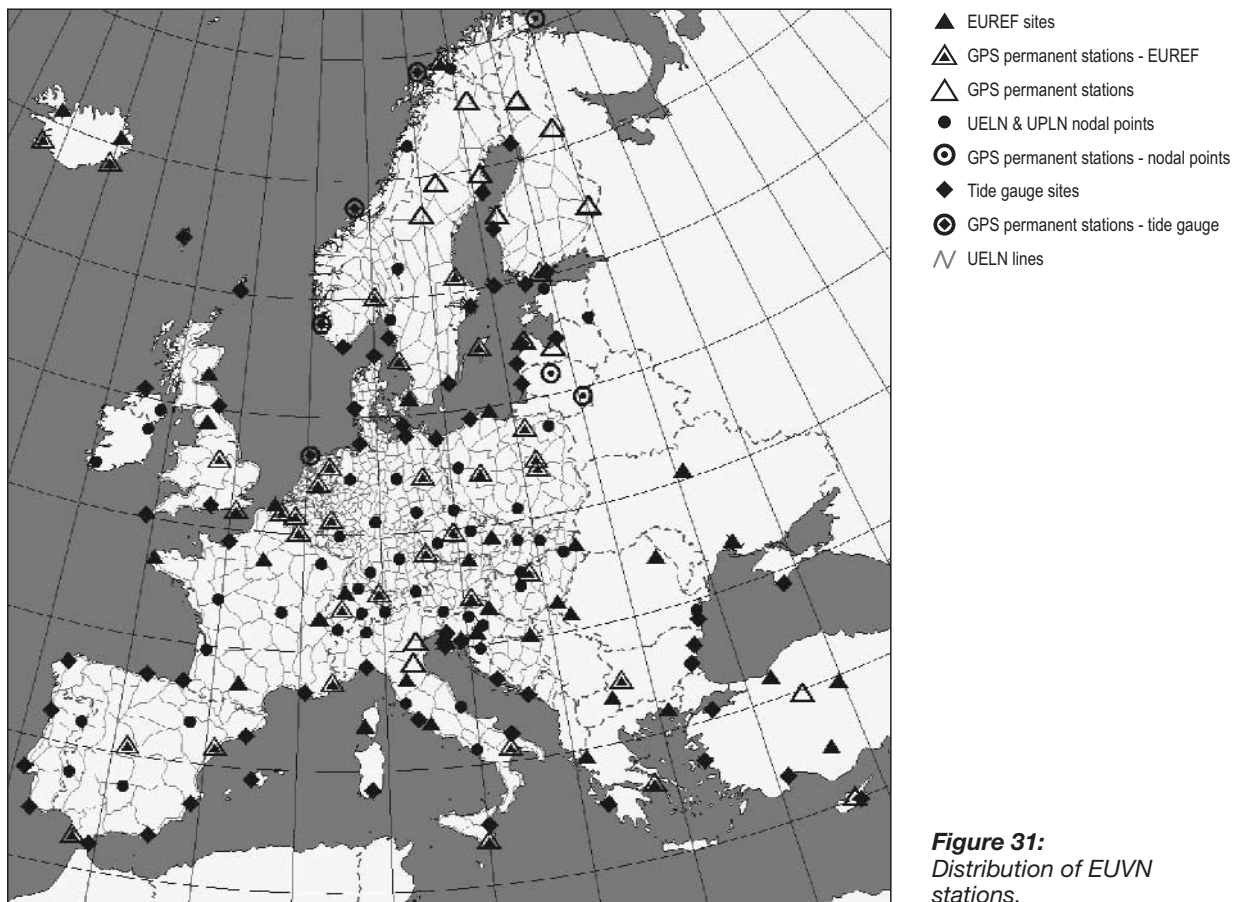 EUREF sites
GPS permanent stations - EUREF
GPS permanent stations
UELN & UPLN nodal points
GPS permanent stations - nodal points
Tide gauge sites
GPS permanent stations - tide gauge
UELN lines
Figure 31:
Distribution of EUVN
stations.